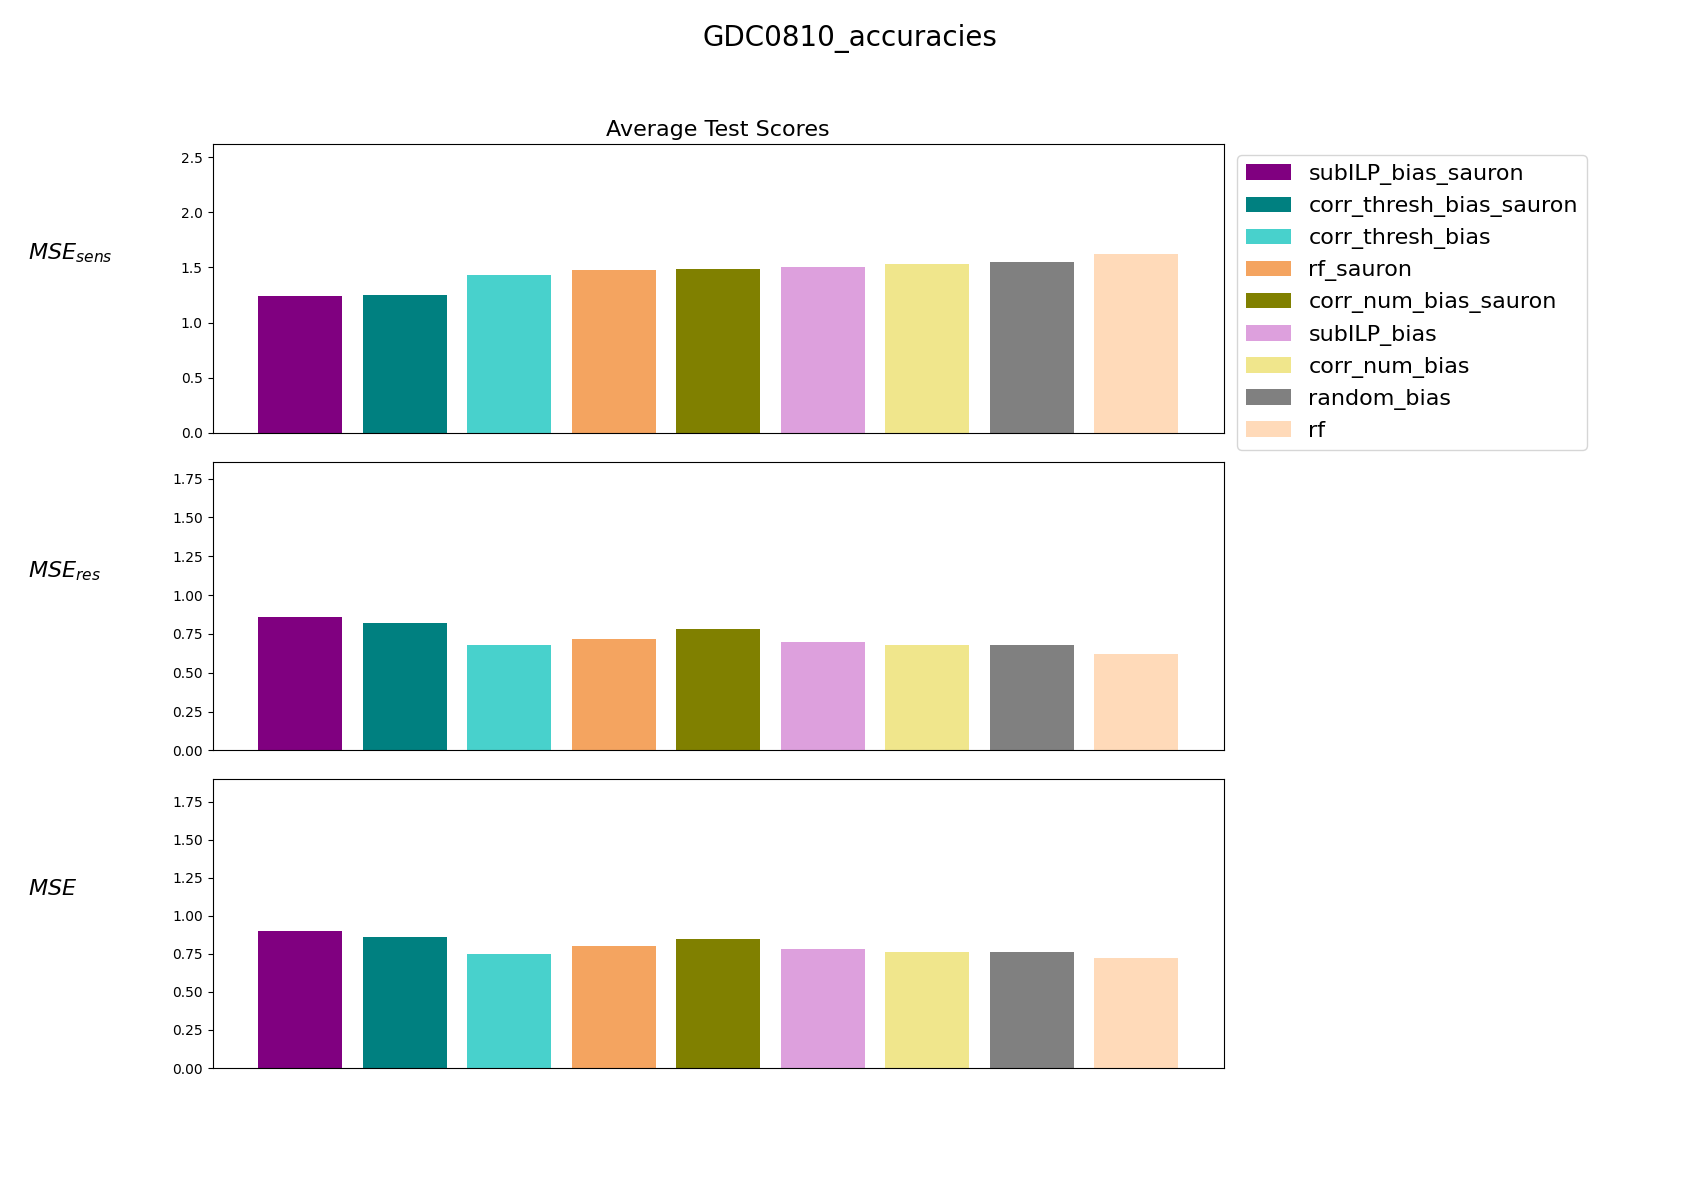 GDC0810_accuracies
Average Test Scores
MSE_sens
2.5
2.0
1.5
1.0
0.5
0.0
subILP_bias_sauron
corr_thresh_bias_sauron
corr_thresh_bias
rf_sauron
corr_num_bias_sauron
subILP_bias
corr_num_bias
random_bias
rf
MSE_res
1.75
1.50
1.25
1.00
0.75
0.50
0.25
0.00
MSE
1.75
1.50
1.25
1.00
0.75
0.50
0.25
0.00